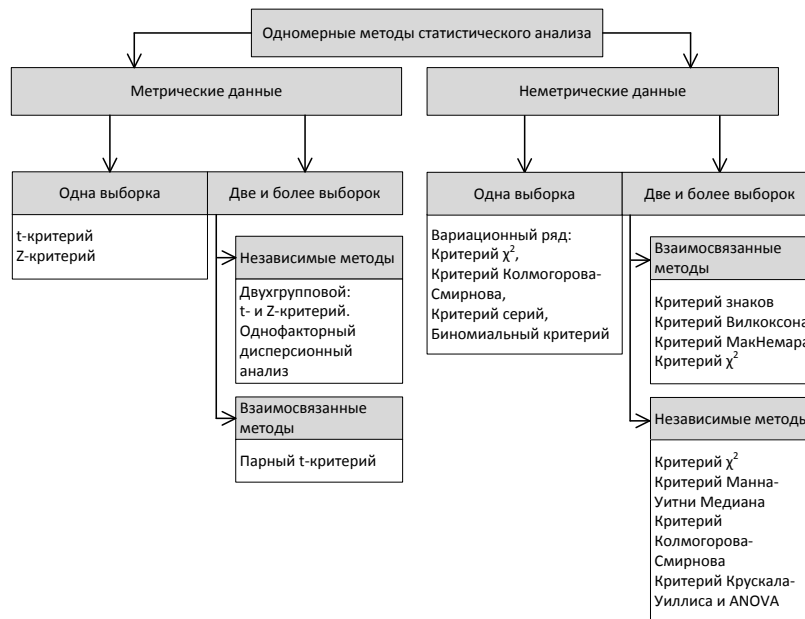 Одномерные методы статистического анализа
Метрические данные
Неметрические данные
Одна выборка
Две и более выборок
t-критерий
Z-критерий
Независимые методы
Двухгрупповой:
t- и Z-критерий.
Однофакторный
дисперсионный
анализ
Взаимосвязанные
методы
Парный t-критерий
Одна выборка
Две и более выборок
Вариационный ряд:
Критерий χ²,
Критерий Колмогорова-
Смирнова,
Критерий серий,
Биномиальный критерий
Взаимосвязанные
методы
Критерий знаков
Критерий Вилкоксона
Критерий МакНемара
Критерий χ²
Независимые методы
Критерий χ²
Критерий Манна-
Уитни Медиана
Критерий
Колмогорова-
Смирнова
Критерий Крускала-
Уиллиса и ANOVA